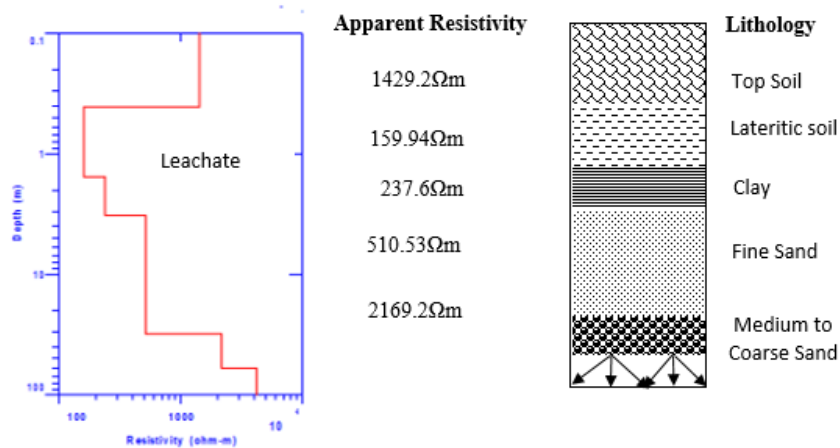 Apparent Resistivity
Lithology
0.1
1
10
100
Depth (m)
100
1000
10
4
Resistivity (ohm-m)
Leachate
1429.2Ωm
159.94Ωm
237.6Ωm
510.53Ωm
2169.2Ωm
Top Soil
Lateritic soil
Clay
Fine Sand
Medium to
Coarse Sand